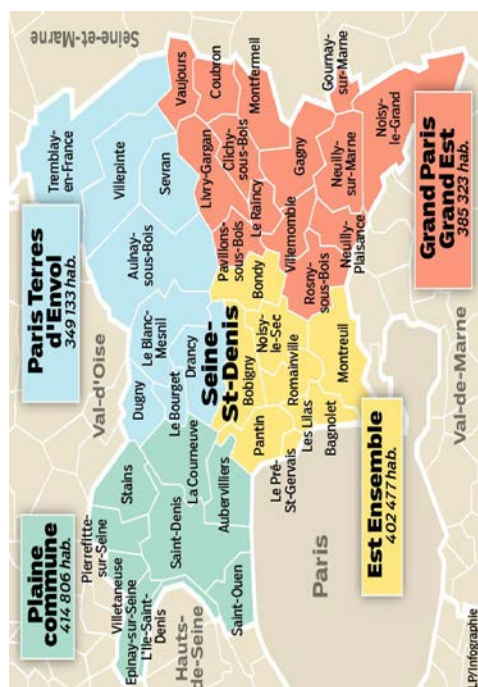 Seine-et-Marne
Val-d'Oise
Paris Terres
d'Envol
349 133 hab.
Plaine
commune
414 806 hab.
Tremblay-
en-France
Villepinte
Sevran
Aulnay-
sous-Bois
Le Blanc-
Mesnil
Dugny
Le Bourget
Drancy
Vaujours
Coubron
Montfermeil
Livry-Gargan
Clichy-
sous-Bois
Le Raincy
Gagny
Gournay-
sur-Marne
Noisy-
le-Grand
Neuilly-
sur-Marne
Villemomble
Pavillons-
sous-Bois
Rosny-
sous-Bois
Neuilly-
Plaisance
Seine-
St-Denis
Bondy
Bobigny
Noisy-
le-Sec
Romainville
Montreuil
Pantin
Les Lilas
Bagnolet
Le Pré-
St-Gervais
Pierrefitte-
sur-Seine
Stains
Villetaneuse
Epinay-sur-Seine
L'Ile-Saint-
Denis
Saint-Denis
La Courneuve
Aubervilliers
Saint-Ouen
Hauts-
de-Seine
Paris
Est Ensemble
402 477 hab.
Grand Paris
Grand Est
385 323 hab.
Val-de-Marne
LP/Infographie